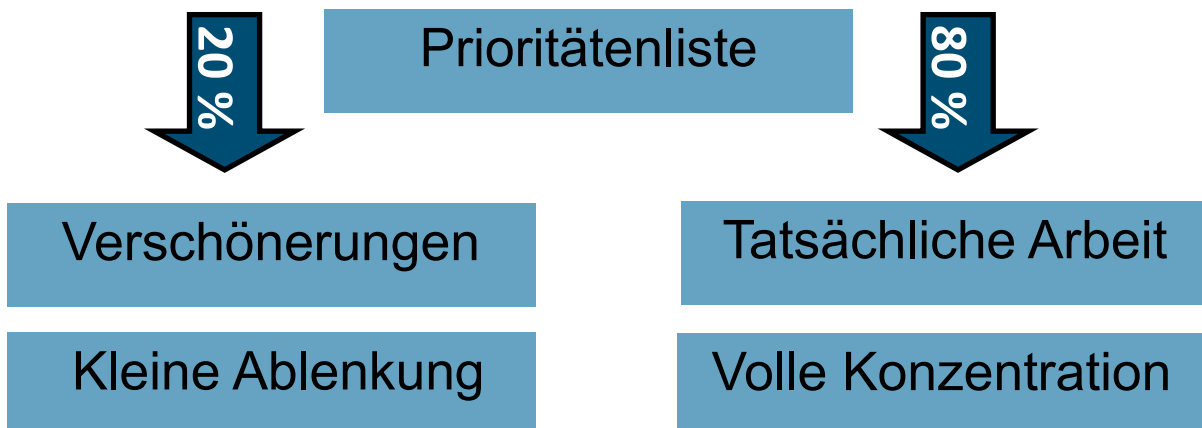 20 %
Prioritätenliste
80 %
Verschönerungen
Tatsächliche Arbeit
Kleine Ablenkung
Volle Konzentration